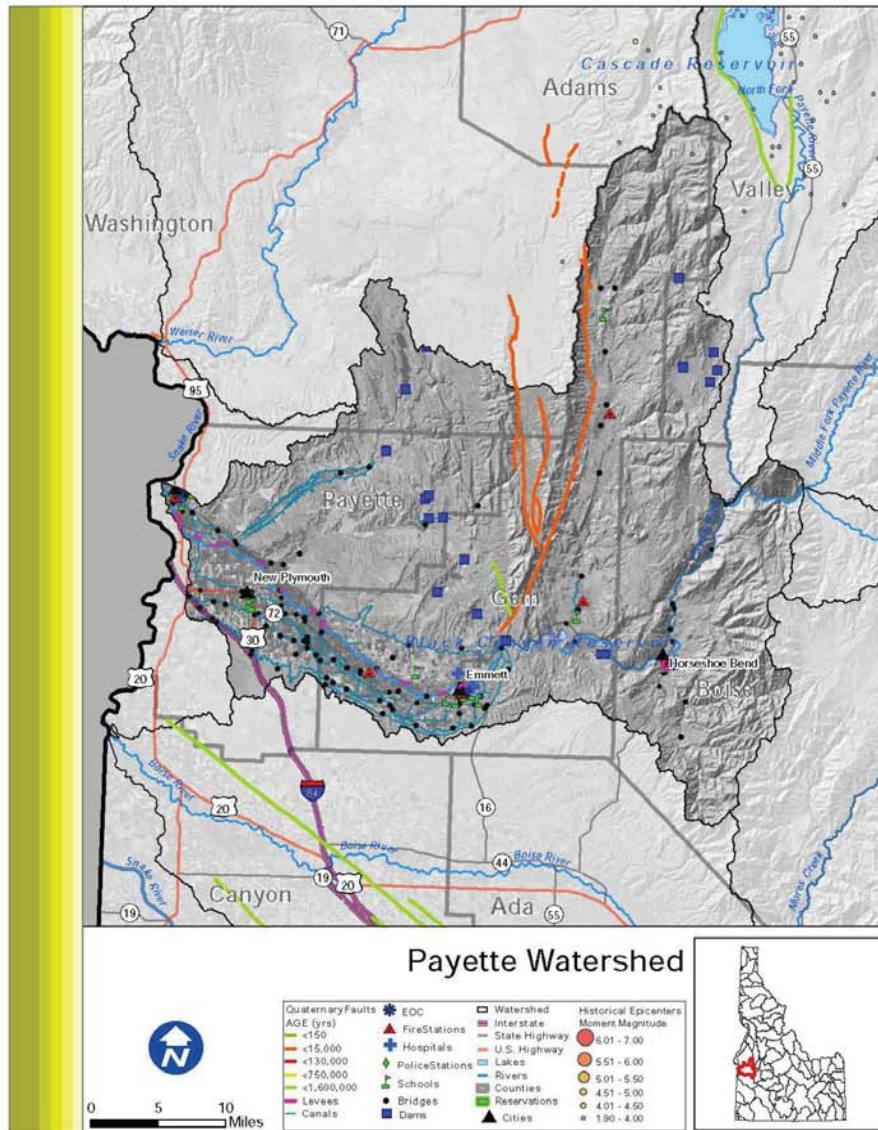 71
55
Cascade Reservoir
North Fork
Payette River
Adams
55
Valley
Washington
Weiser River
95
Snake River
Middle Fork Payette River
Payette
New Plymouth
72
30
Gem
Black Canyon Reservoir
Emmett
Horseshoe Bend
Boise
20
84
Boise River
20
16
Boise River
44
Boise River
Snake River
19
20
Canyon
Ada
55
19
Mores Creek
Payette Watershed
N
0 5 10
Miles
Quaternary Faults
AGE (yrs)
<150
<15,000
<130,000
<750,000
<1,600,000
Levees
Canals
EOC
FireStations
Hospitals
PoliceStations
Schools
Bridges
Dams
Watershed
Interstate
State Highway
U.S. Highway
Lakes
Rivers
Counties
Reservations
Cities
Historical Epicenters
Moment Magnitude
6.01 - 7.00
5.51 - 6.00
5.01 - 5.50
4.51 - 5.00
4.01 - 4.50
1.90 - 4.00